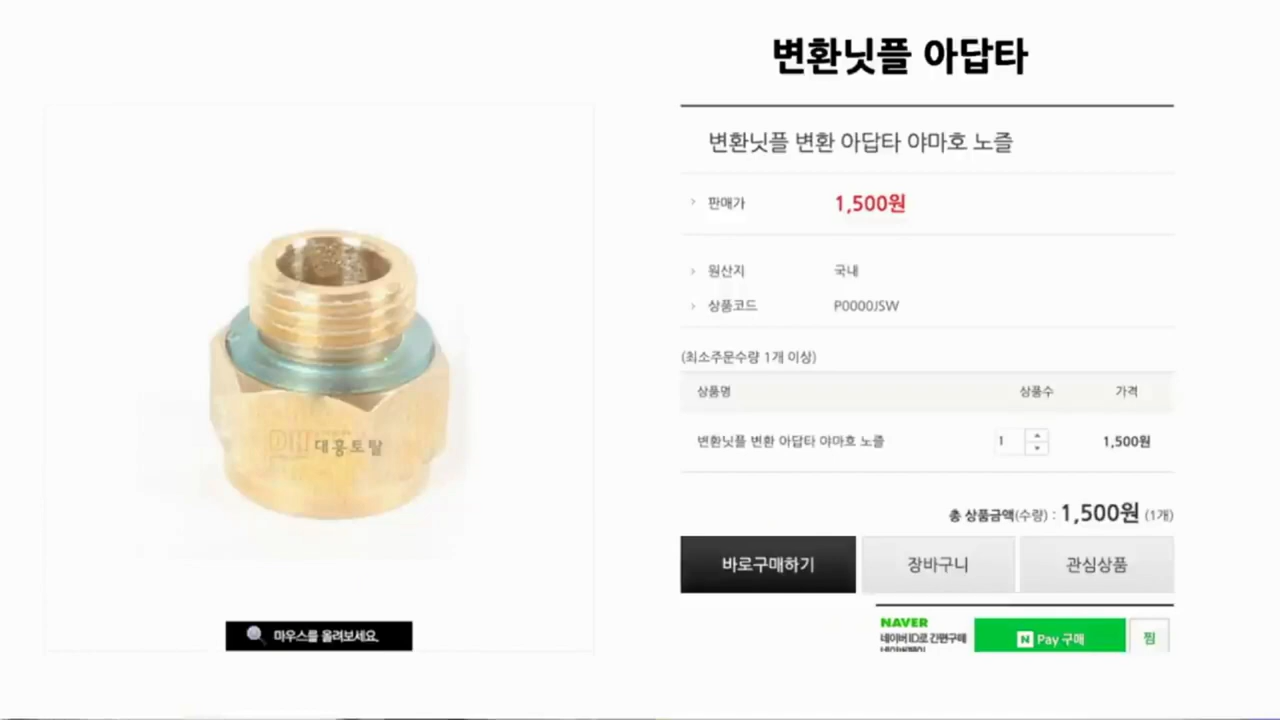 변환닛플 아답타
변환닛플 변환 아답타 야마호 노즐
판매가 1,500원
원산지 국내
상품코드 P0000JSW
(최소주문수량 1개 이상)
상품명 상품수 가격
변환닛플 변환 아답타 야마호 노즐 1 1,500원
총 상품금액(수량) : 1,500원 (1개)
바로구매하기 장바구니 관심상품
DH 대흥토탈
마우스를 올려보세요.
NAVER
네이버 ID로 간편구매
네이버페이
N Pay 구매 찜